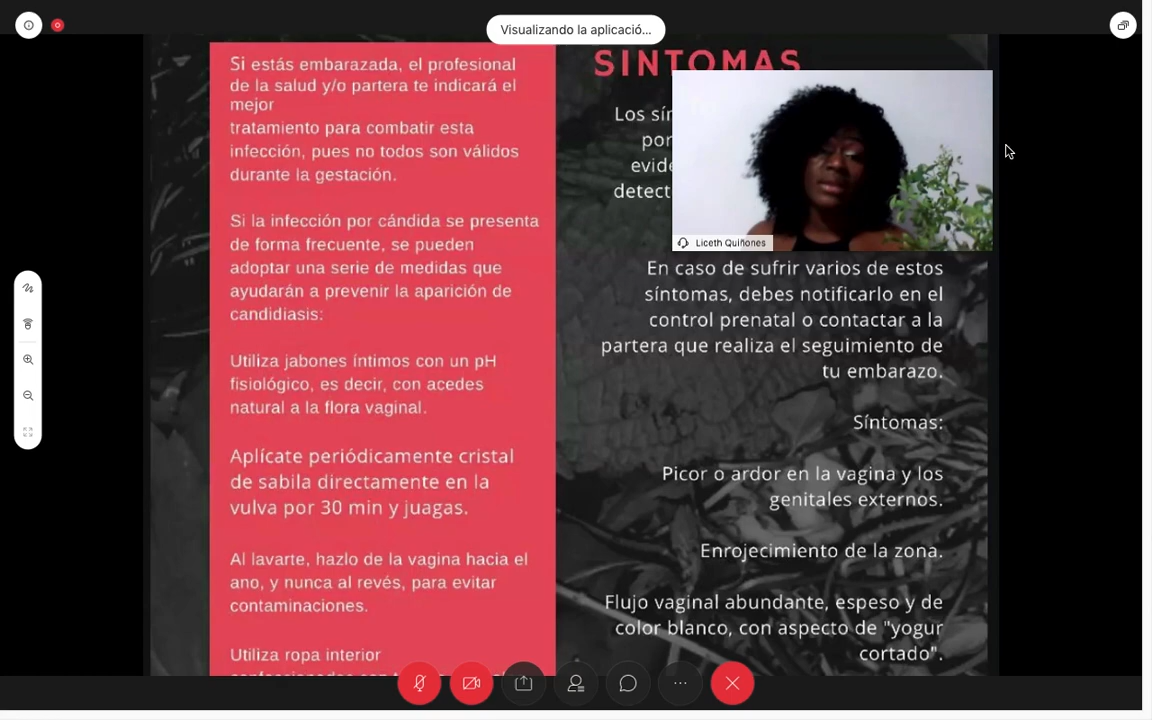 Visualizando la aplicació...
Si estás embarazada, el profesional
de la salud y/o partera te indicará el
mejor
tratamiento para combatir esta
infección, pues no todos son válidos
durante la gestación.
Si la infección por cándida se presenta
de forma frecuente, se pueden
adoptar una serie de medidas que
ayudarán a prevenir la aparición de
candidiasis:
Utiliza jabones íntimos con un pH
fisiológico, es decir, con acedes
natural a la flora vaginal.
Aplícate periódicamente cristal
de sabila directamente en la
vulva por 30 min y juagas.
Al lavarte, hazlo de la vagina hacia el
ano, y nunca al revés, para evitar
contaminaciones.
Utiliza ropa interior
SINTOMAS
Los
Liceth Quiñones
En caso de sufrir varios de estos
síntomas, debes notificarlo en el
control prenatal o contactar a la
partera que realiza el seguimiento de
tu embarazo.
Síntomas:
Picor o ardor en la vagina y los
genitales externos.
Enrojecimiento de la zona.
Flujo vaginal abundante, espeso y de
color blanco, con aspecto de "yogur
cortado".